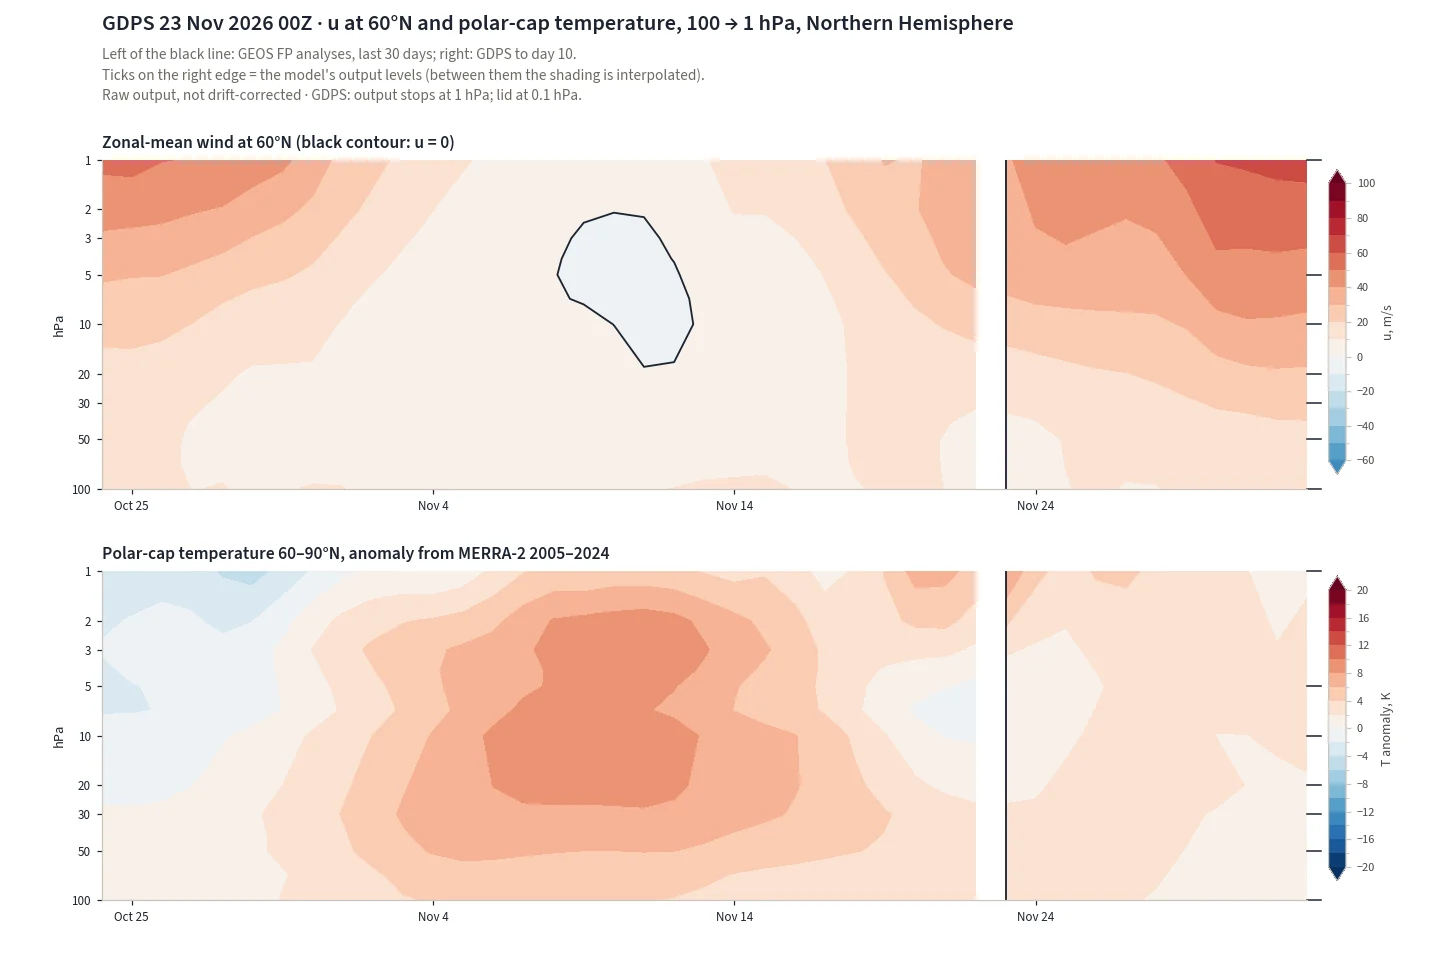 GDPS 23 Nov 2026 00Z · u at 60°N and polar-cap temperature, 100 → 1 hPa, Northern Hemisphere
Left of the black line: GEOS FP analyses, last 30 days; right: GDPS to day 10.
Ticks on the right edge = the model's output levels (between them the shading is interpolated).
Raw output, not drift-corrected · GDPS: output stops at 1 hPa; lid at 0.1 hPa.
Zonal-mean wind at 60°N (black contour: u = 0)
hPa
1
2
3
5
10
20
30
50
100
Oct 25
Nov 4
Nov 14
Nov 24
100
80
60
40
20
0
−20
−40
−60
u, m/s
Polar-cap temperature 60–90°N, anomaly from MERRA-2 2005–2024
hPa
1
2
3
5
10
20
30
50
100
Oct 25
Nov 4
Nov 14
Nov 24
20
16
12
8
4
0
−4
−8
−12
−16
−20
T anomaly, K